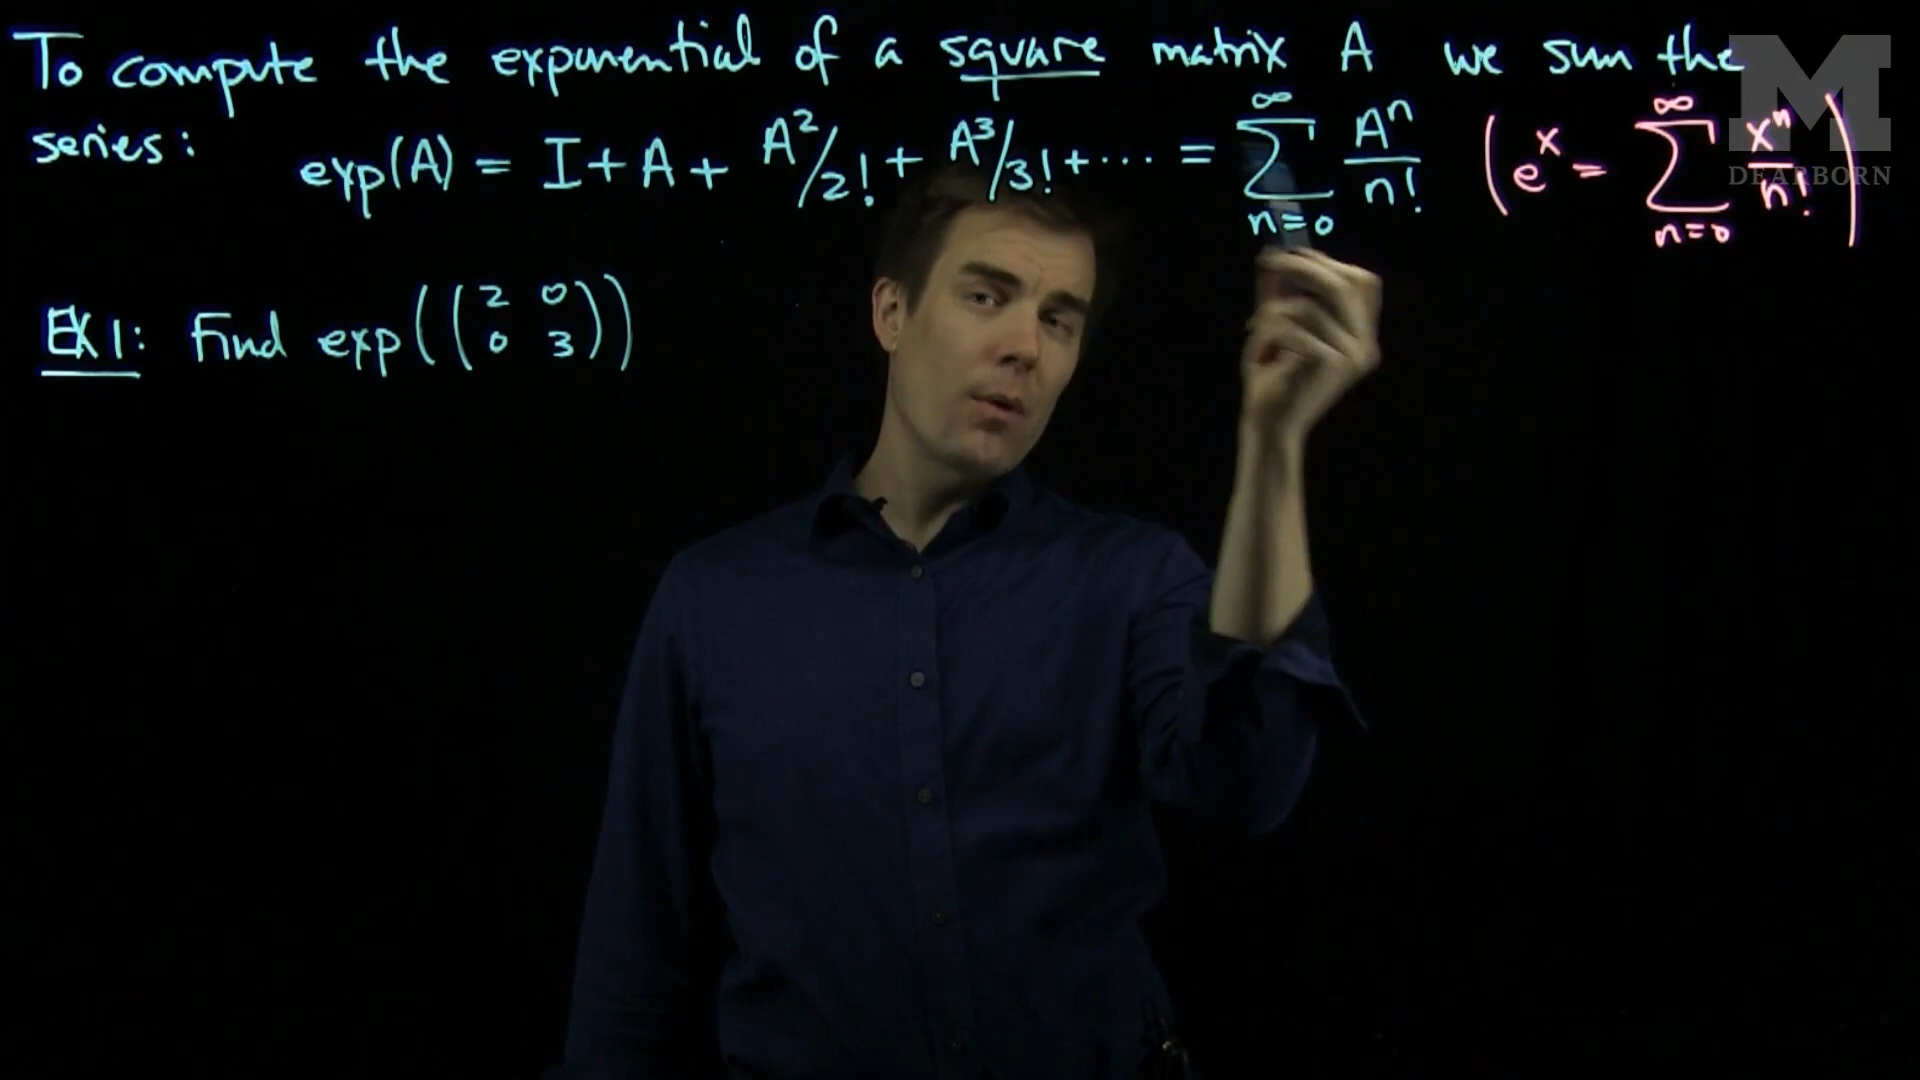 To compute the exponential of a square matrix A we sum the
series: exp(A) = I + A + A²/2! + A³/3! + ··· = ∑_{n=0}^{∞} Aⁿ/n! (eˣ = ∑_{n=0}^{∞} xⁿ/n!)
M
DEARBORN
EX 1: Find exp((2 0
0 3))